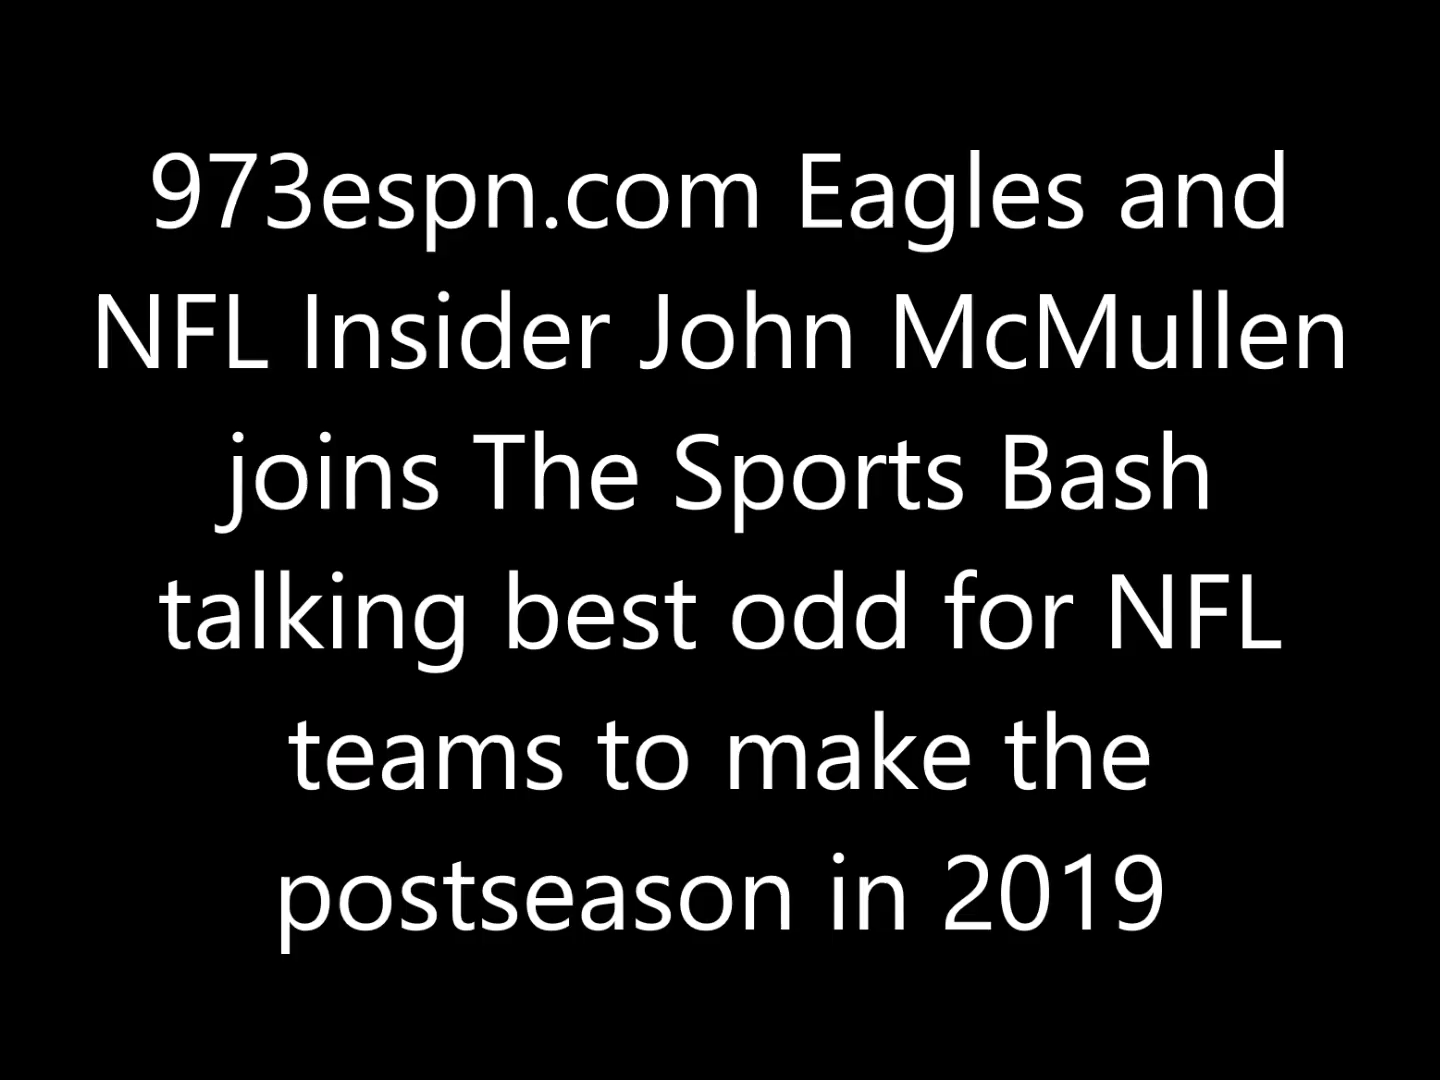 973espn.com Eagles and
NFL Insider John McMullen
joins The Sports Bash
talking best odd for NFL
teams to make the
postseason in 2019